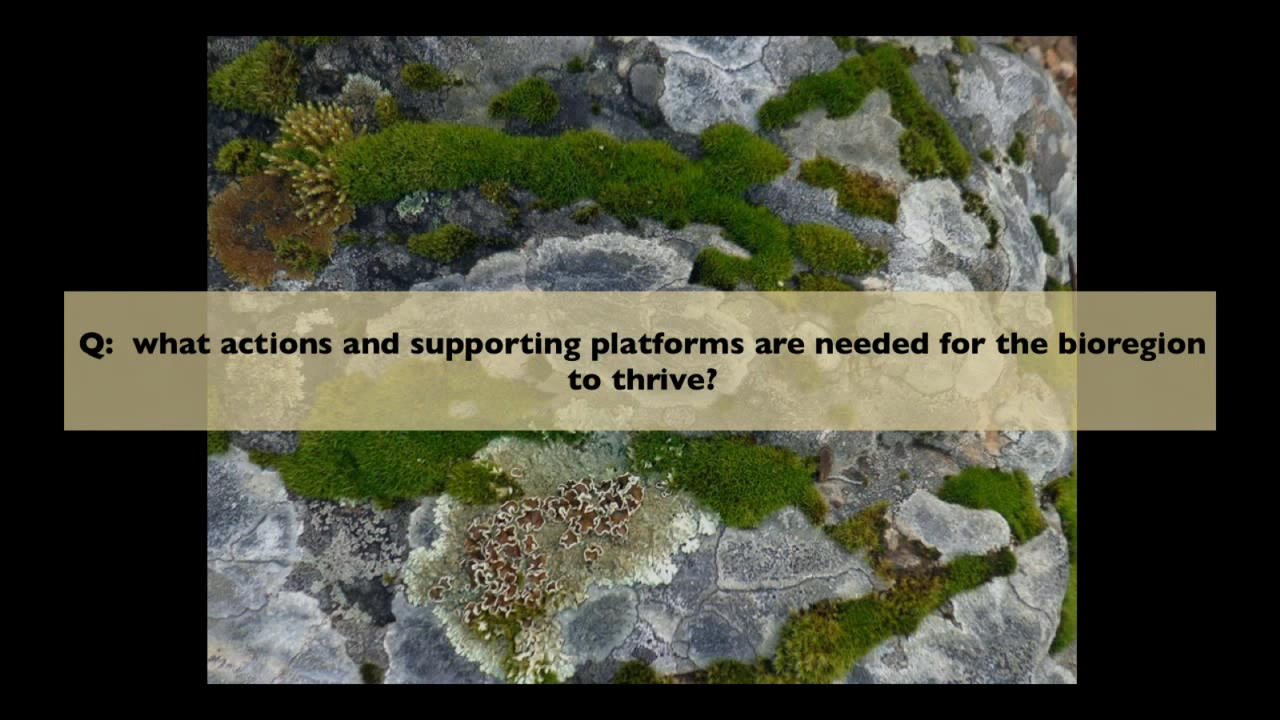 Q:  what actions and supporting platforms are needed for the bioregion
to thrive?